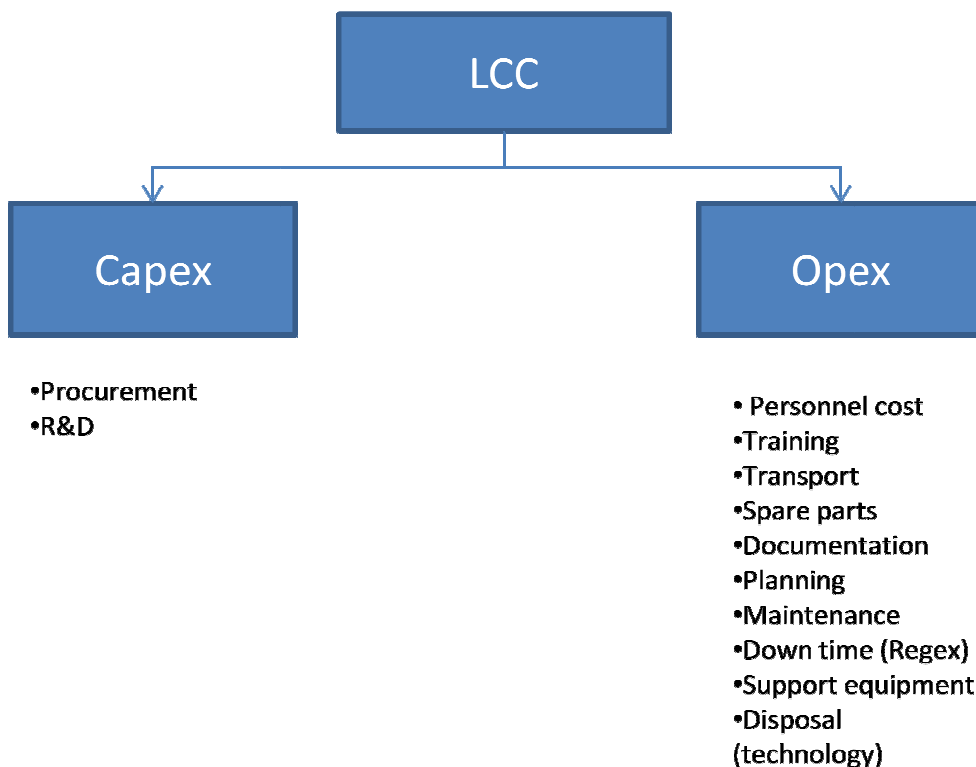 LCC
Capex
Opex
•Procurement
•R&D
• Personnel cost
•Training
•Transport
•Spare parts
•Documentation
•Planning
•Maintenance
•Down time (Regex)
•Support equipment
•Disposal
(technology)